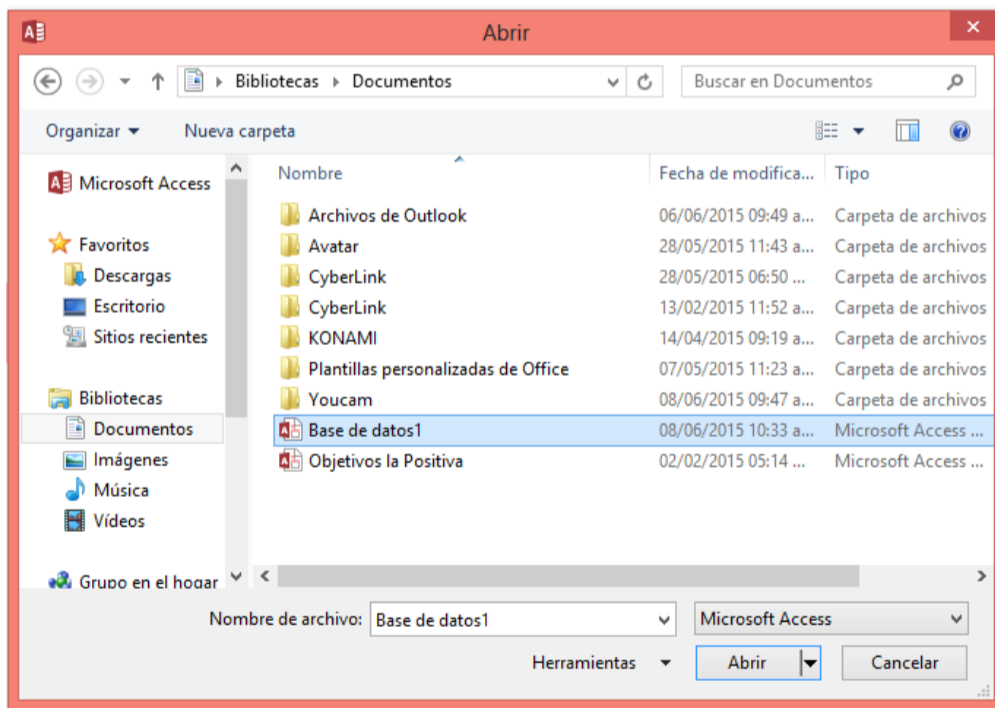 Abrir
Bibliotecas Documentos
Buscar en Documentos
Organizar Nueva carpeta
Microsoft Access
Favoritos
Descargas
Escritorio
Sitios recientes
Bibliotecas
Documentos
Imágenes
Música
Vídeos
Grupo en el hogar
Nombre Fecha de modifica... Tipo
Archivos de Outlook 06/06/2015 09:49 a... Carpeta de archivos
Avatar 28/05/2015 11:43 a... Carpeta de archivos
CyberLink 28/05/2015 06:50 ... Carpeta de archivos
CyberLink 13/02/2015 11:52 a... Carpeta de archivos
KONAMI 14/04/2015 09:19 a... Carpeta de archivos
Plantillas personalizadas de Office 07/05/2015 11:23 a... Carpeta de archivos
Youcam 08/06/2015 09:47 a... Carpeta de archivos
Base de datos1 08/06/2015 10:33 a... Microsoft Access ...
Objetivos la Positiva 02/02/2015 05:14 ... Microsoft Access ...
Nombre de archivo: Base de datos1 Microsoft Access
Herramientas Abrir Cancelar